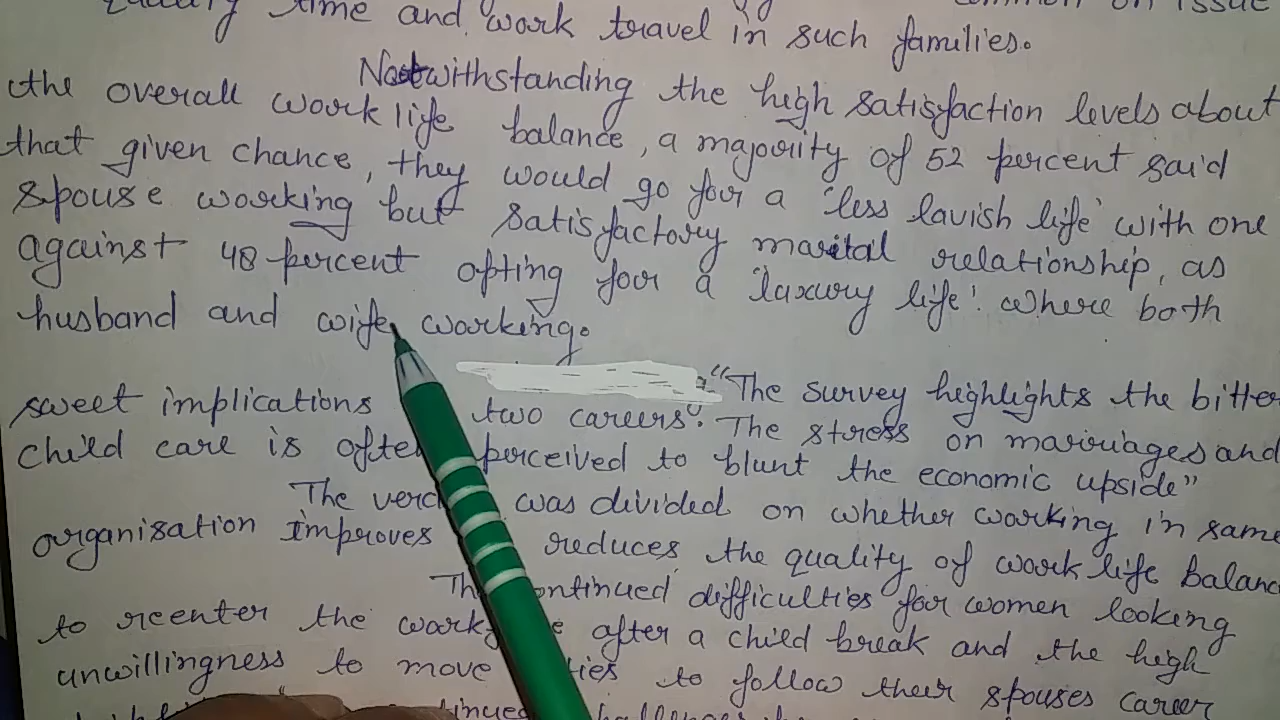 time and work travel in such families.
Notwithstanding the high satisfaction levels about
the overall work life balance, a majority of 52 percent said
that given chance, they would go for a 'less lavish life' with one
spouse working but satisfactory marital relationship, as
against 48 percent opting for a 'luxury life'. where both
husband and wife working.
"The survey highlights the bitter
sweet implications two careers". The stress on marriages and
child care is often perceived to blunt the economic upside"
The was divided on whether working in same
organisation improves reduces the quality of work life balanc
continued difficulties for women looking
to reenter the after a child break and the high
unwillingness to move to follow their spouses career